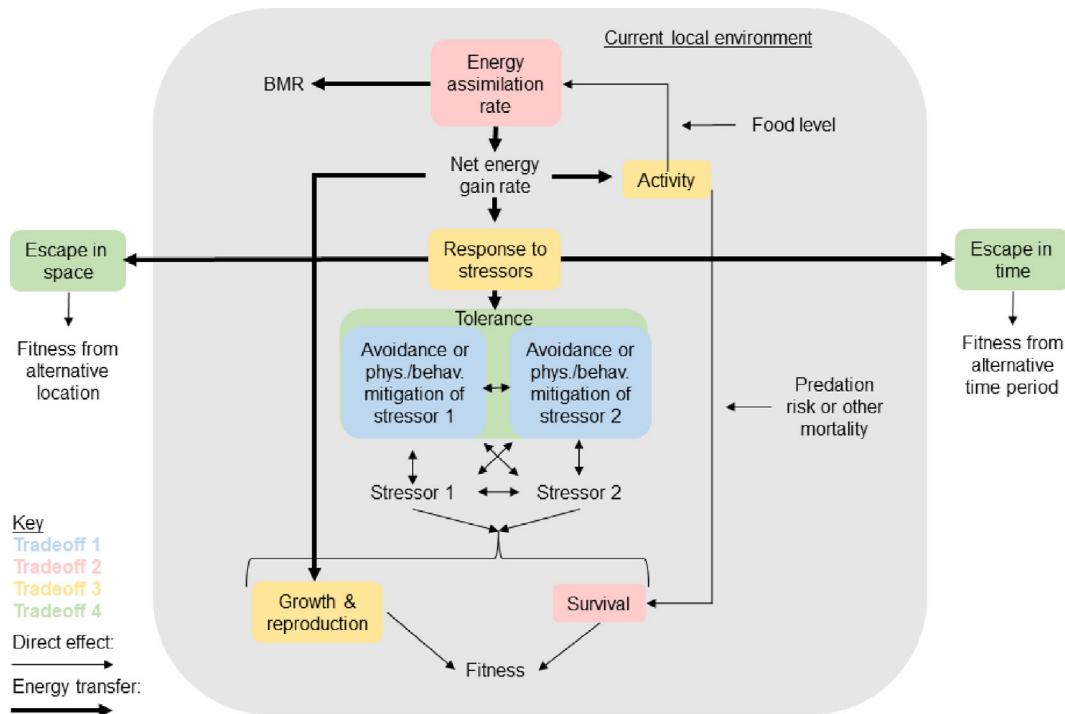 Current local environment
Energy
assimilation
rate
BMR
Food level
Net energy
gain rate
Activity
Escape in
space
Response to
stressors
Escape in
time
Tolerance
Fitness from
alternative
location
Avoidance or
phys./behav.
mitigation of
stressor 1
Avoidance or
phys./behav.
mitigation of
stressor 2
Fitness from
alternative
time period
Predation
risk or other
mortality
Stressor 1
Stressor 2
Key
Tradeoff 1
Tradeoff 2
Tradeoff 3
Tradeoff 4
Direct effect:
Energy transfer:
Growth &
reproduction
Survival
Fitness